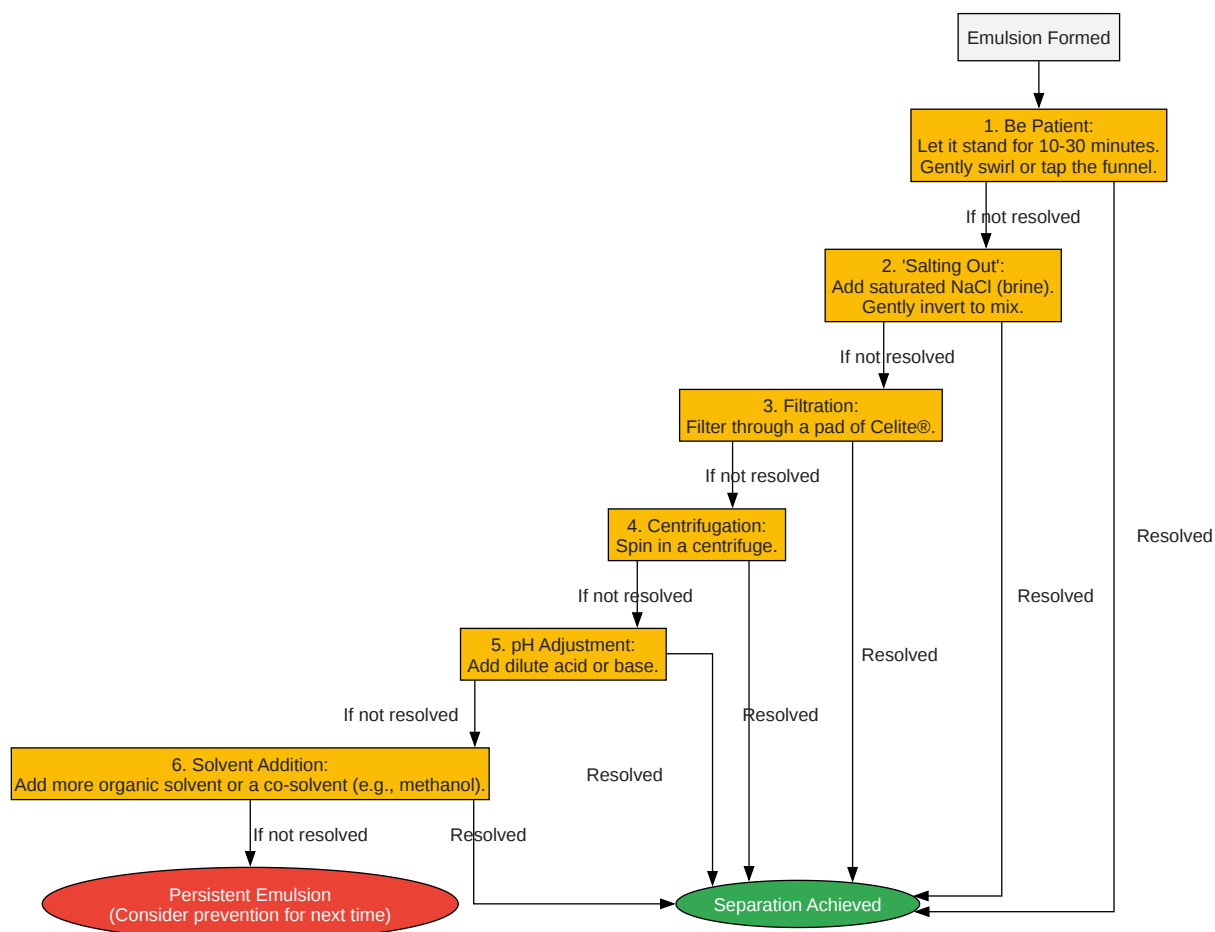 Emulsion Formed
1. Be Patient:
Let it stand for 10-30 minutes.
Gently swirl or tap the funnel.
If not resolved
2. 'Salting Out':
Add saturated NaCl (brine).
Gently invert to mix.
If not resolved
3. Filtration:
Filter through a pad of Celite®.
If not resolved
4. Centrifugation:
Spin in a centrifuge.
Resolved
If not resolved
Resolved
5. pH Adjustment:
Add dilute acid or base.
Resolved
If not resolved
Resolved
6. Solvent Addition:
Add more organic solvent or a co-solvent (e.g., methanol).
Resolved
If not resolved
Resolved
Persistent Emulsion
(Consider prevention for next time)
Separation Achieved